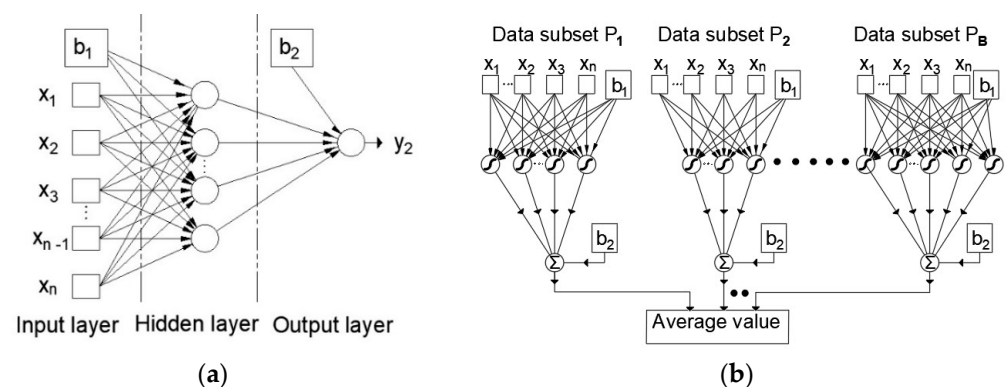 b1
b2
x1
x2
x3
xn-1
xn
y2
Input layer Hidden layer Output layer
(a)
Data subset P1 Data subset P2 Data subset PB
x1 x2 x3 xn x1 x2 x3 xn x1 x2 x3 xn
b1 b1 b1
b2 b2 b2
Σ Σ Σ
Average value
(b)